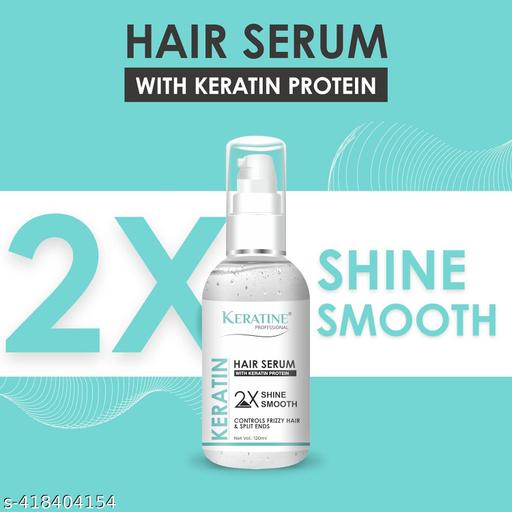 HAIR SERUM
WITH KERATIN PROTEIN
2X
SHINE
SMOOTH
KERATINE®
PROFESSIONAL
KERATIN
HAIR SERUM
WITH KERATIN PROTEIN
2X SHINE
SMOOTH
CONTROLS FRIZZY HAIR
& SPLIT ENDS
Net Vol.: 120ml
s-418404154